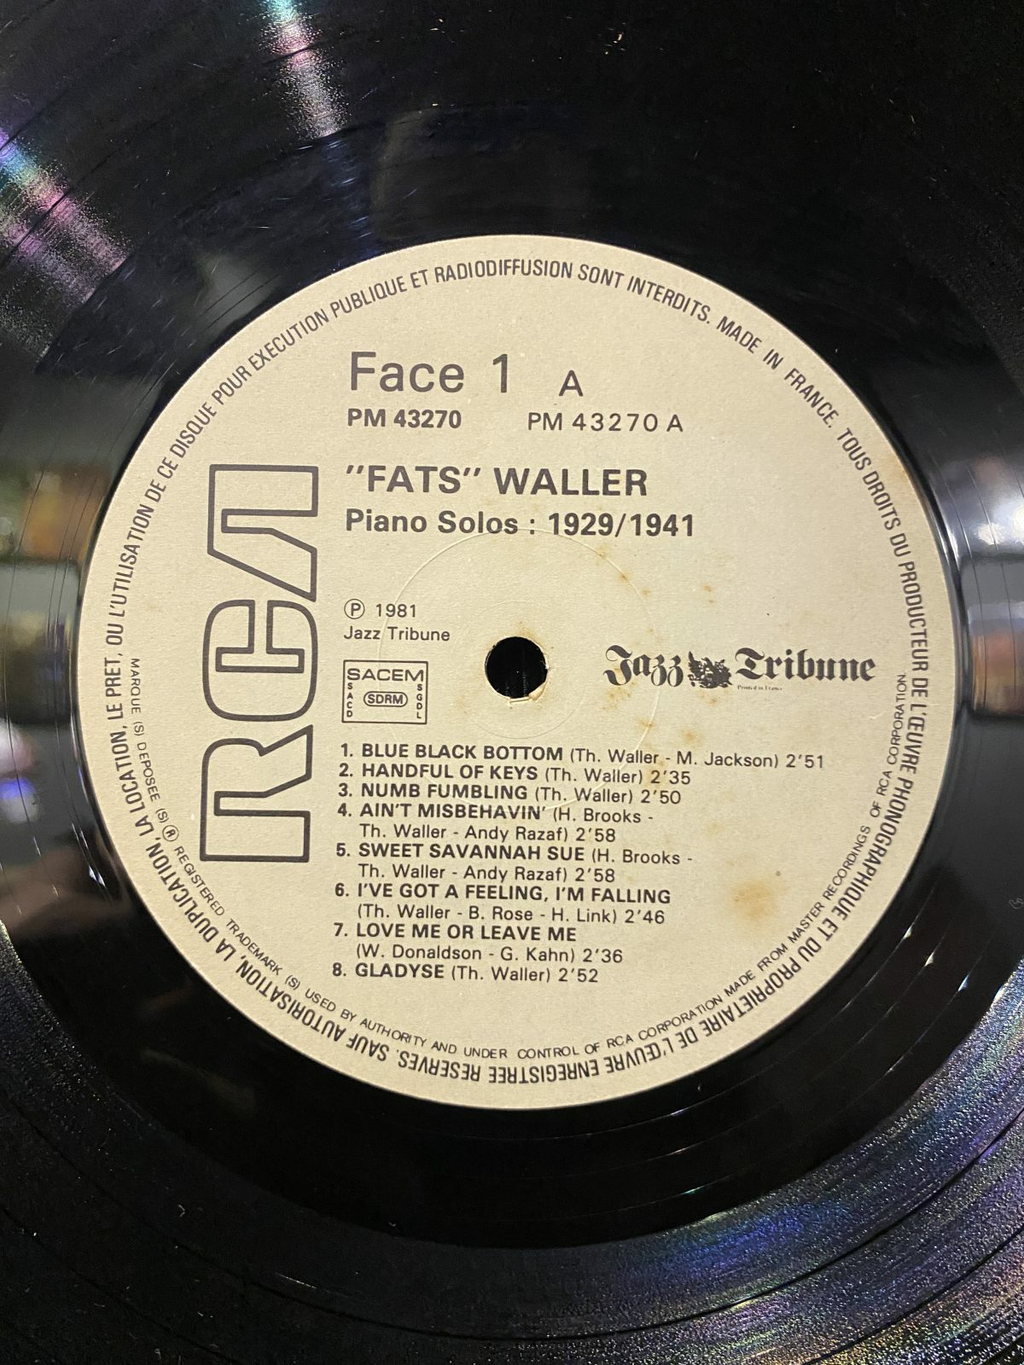 TOUS DROITS DU PRODUCTEUR DE L'ŒUVRE PHONOGRAPHIQUE ET DU PROPRIETAIRE DE L'ŒUVRE ENREGISTREE RESERVES. SAUF AUTORISATION, LA DUPLICATION, LA LOCATION, LE PRET, OU L'UTILISATION DE CE DISQUE POUR EXECUTION PUBLIQUE ET RADIODIFFUSION SONT INTERDITS. MADE IN FRANCE.
Face 1 A
PM 43270 PM 43270 A
"FATS" WALLER
Piano Solos : 1929/1941
RCA
Ⓟ 1981
Jazz Tribune
SACEM
SACD
SDRM
SGDL
Jazz Tribune
Printed in France
1. BLUE BLACK BOTTOM (Th. Waller - M. Jackson) 2'51
2. HANDFUL OF KEYS (Th. Waller) 2'35
3. NUMB FUMBLING (Th. Waller) 2'50
4. AIN'T MISBEHAVIN' (H. Brooks -
Th. Waller - Andy Razaf) 2'58
5. SWEET SAVANNAH SUE (H. Brooks -
Th. Waller - Andy Razaf) 2'58
6. I'VE GOT A FEELING, I'M FALLING
(Th. Waller - B. Rose - H. Link) 2'46
7. LOVE ME OR LEAVE ME
(W. Donaldson - G. Kahn) 2'36
8. GLADYSE (Th. Waller) 2'52
MARQUE (S) DEPOSEE (S) ® REGISTERED TRADEMARK (S) USED BY AUTHORITY AND UNDER CONTROL OF RCA CORPORATION MADE FROM MASTER RECORDINGS OF RCA CORPORATION.